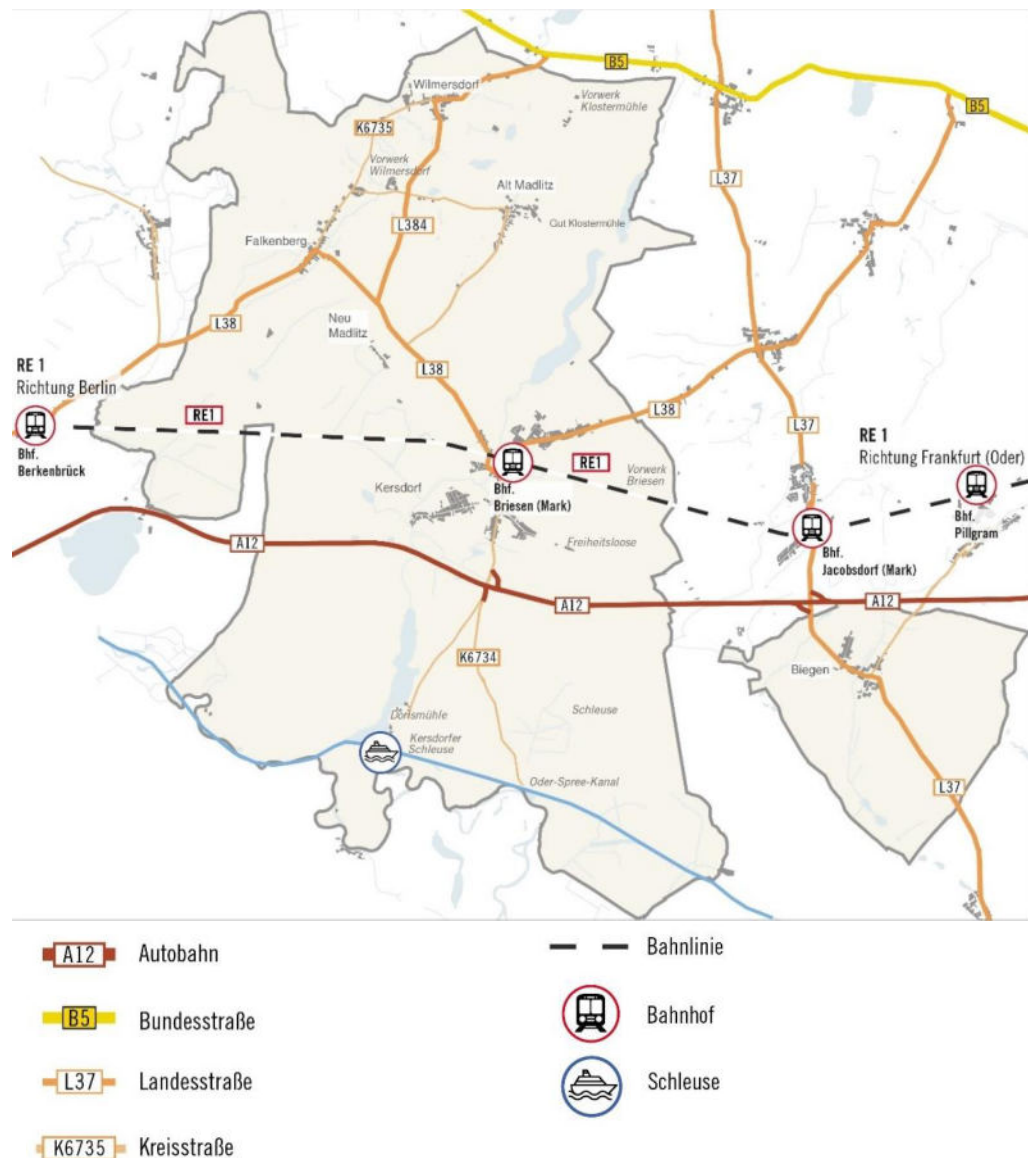 B5
Wilmersdorf
Vorwerk
Klostermühle
K6735
B5
Vorwerk
Wilmersdorf
Alt Madlitz
L37
L384
Gut Klostermühle
Falkenberg
Neu
Madlitz
L38
RE 1
Richtung Berlin
L38
RE1
L38
L37
RE 1
Richtung Frankfurt (Oder)
Bhf.
Berkenbrück
RE1
Vorwerk
Briesen
Kersdorf
Bhf.
Briesen (Mark)
Bhf.
Pillgram
A12
Freiheitsloose
Bhf.
Jacobsdorf (Mark)
A12
A12
K6734
Biegen
Dorismühle
Schleuse
Kersdorfer
Schleuse
Oder-Spree-Kanal
L37
A12 Autobahn
B5 Bundesstraße
L37 Landesstraße
K6735 Kreisstraße
Bahnlinie
Bahnhof
Schleuse